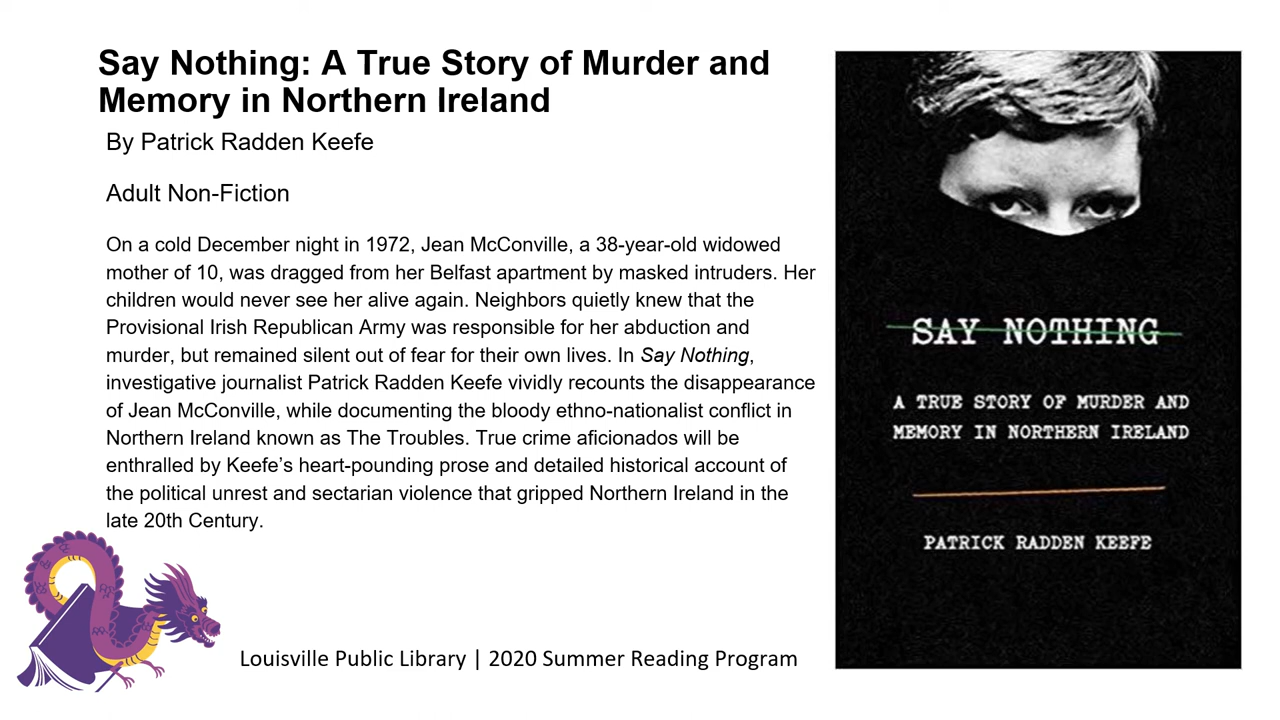 Say Nothing: A True Story of Murder and
Memory in Northern Ireland
By Patrick Radden Keefe
Adult Non-Fiction
On a cold December night in 1972, Jean McConville, a 38-year-old widowed
mother of 10, was dragged from her Belfast apartment by masked intruders. Her
children would never see her alive again. Neighbors quietly knew that the
Provisional Irish Republican Army was responsible for her abduction and
murder, but remained silent out of fear for their own lives. In Say Nothing,
investigative journalist Patrick Radden Keefe vividly recounts the disappearance
of Jean McConville, while documenting the bloody ethno-nationalist conflict in
Northern Ireland known as The Troubles. True crime aficionados will be
enthralled by Keefe’s heart-pounding prose and detailed historical account of
the political unrest and sectarian violence that gripped Northern Ireland in the
late 20th Century.
Louisville Public Library | 2020 Summer Reading Program
SAY NOTHING
A TRUE STORY OF MURDER AND
MEMORY IN NORTHERN IRELAND
PATRICK RADDEN KEEFE